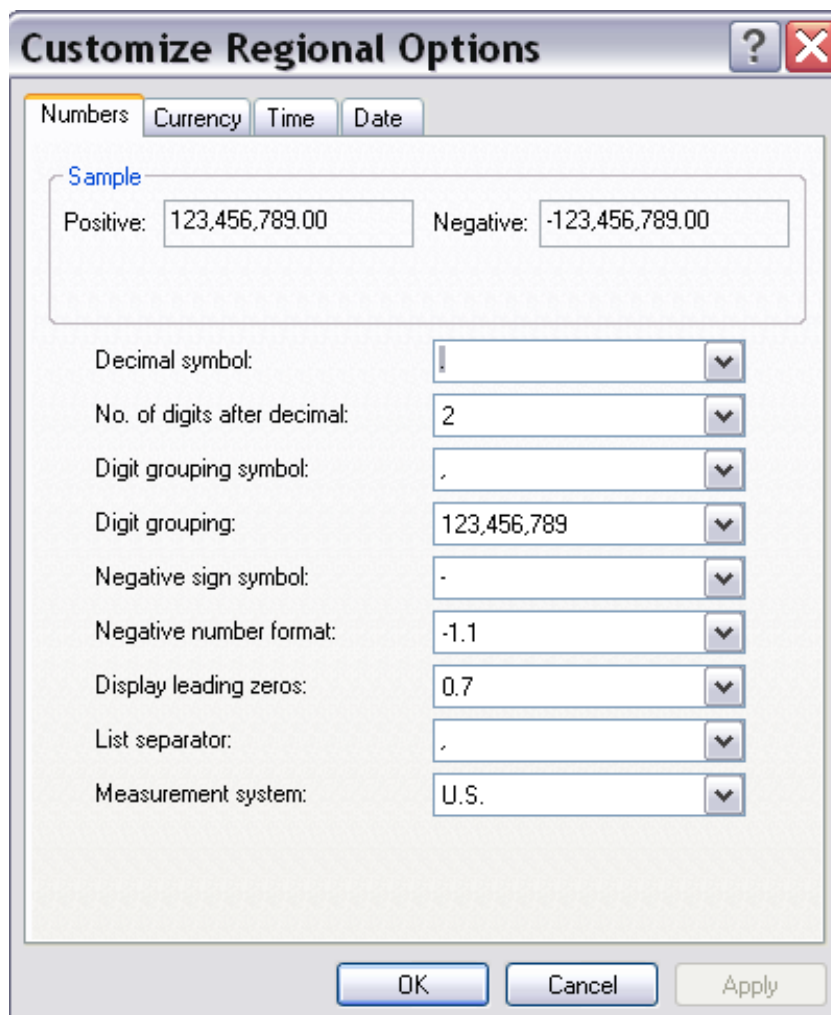 Customize Regional Options
Numbers Currency Time Date
Sample
Positive: 123,456,789.00 Negative: -123,456,789.00
Decimal symbol: .
No. of digits after decimal: 2
Digit grouping symbol: ,
Digit grouping: 123,456,789
Negative sign symbol: -
Negative number format: -1.1
Display leading zeros: 0.7
List separator: ,
Measurement system: U.S.
OK Cancel Apply